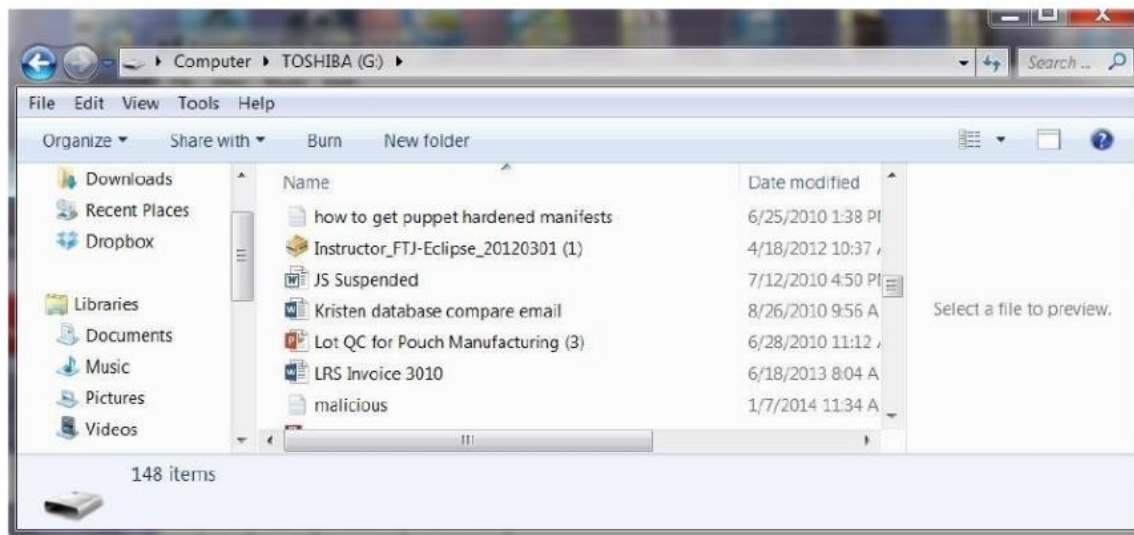 Computer ▸ TOSHIBA (G:) ▸ Search ...
File Edit View Tools Help
Organize Share with Burn New folder
Downloads
Recent Places
Dropbox
Libraries
Documents
Music
Pictures
Videos
Name Date modified
how to get puppet hardened manifests 6/25/2010 1:38 PM
Instructor_FTJ-Eclipse_20120301 (1) 4/18/2012 10:37
JS Suspended 7/12/2010 4:50 PM
Kristen database compare email 8/26/2010 9:56 A
Lot QC for Pouch Manufacturing (3) 6/28/2010 11:12
LRS Invoice 3010 6/18/2013 8:04 A
malicious 1/7/2014 11:34 A
Select a file to preview.
148 items